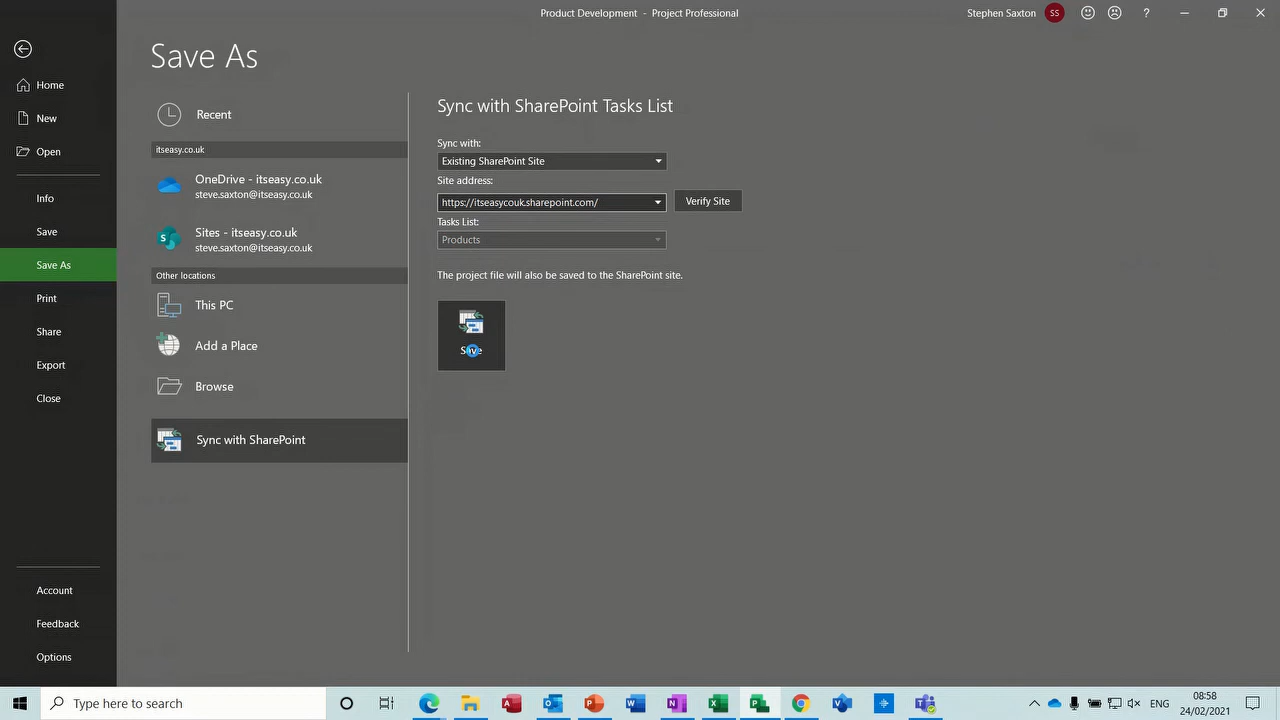 Product Development - Project Professional
Stephen Saxton SS ?
Save As
Home
New
Open
Info
Save
Save As
Print
Share
Export
Close
Account
Feedback
Options
Recent
itseasy.co.uk
OneDrive - itseasy.co.uk
steve.saxton@itseasy.co.uk
Sites - itseasy.co.uk
steve.saxton@itseasy.co.uk
Other locations
This PC
Add a Place
Browse
Sync with SharePoint
Sync with SharePoint Tasks List
Sync with:
Existing SharePoint Site
Site address:
https://itseasycouk.sharepoint.com/
Verify Site
Tasks List:
Products
The project file will also be saved to the SharePoint site.
Save
Type here to search
ENG
08:58
24/02/2021